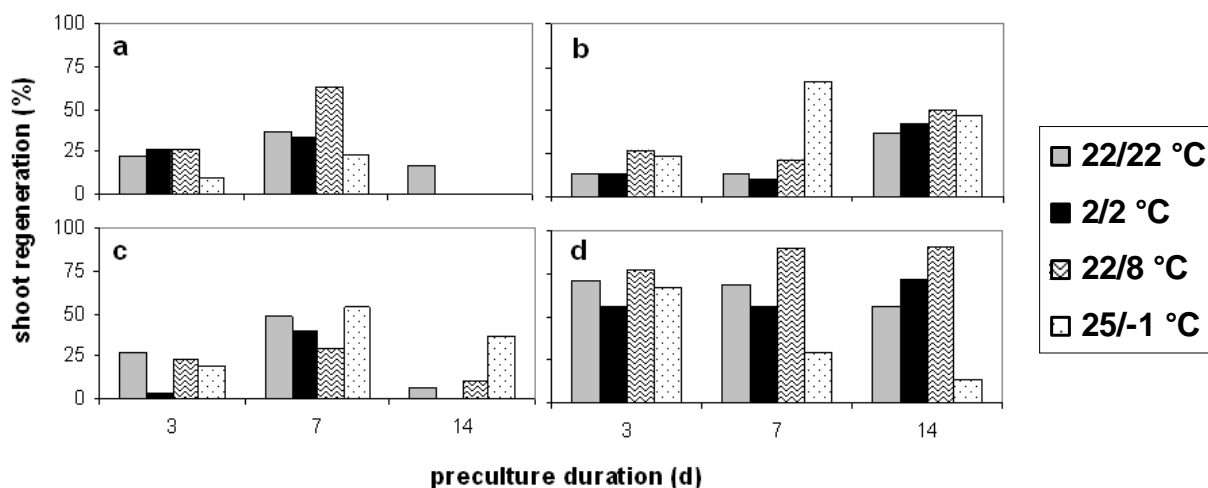 100
75
50
25
0
a
b
100
75
50
25
0
c
d
3 7 14
3 7 14
shoot regeneration (%)
preculture duration (d)
22/22 °C
2/2 °C
22/8 °C
25/-1 °C